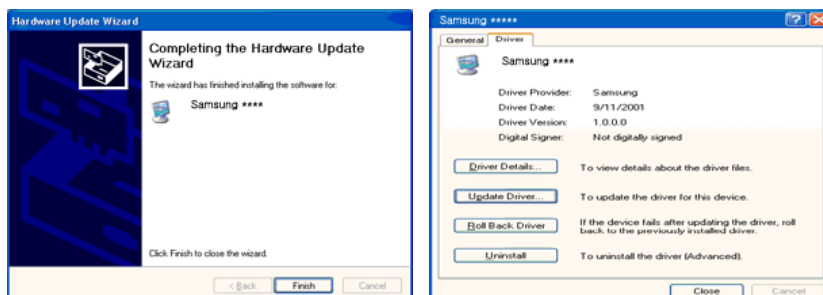 Hardware Update Wizard
Completing the Hardware Update
Wizard
The wizard has finished installing the software for:
Samsung ****
Click Finish to close the wizard.
< Back
Finish
Cancel
Samsung *****
General
Driver
Samsung ****
Driver Provider: Samsung
Driver Date: 9/11/2001
Driver Version: 1.0.0.0
Digital Signer: Not digitally signed
Driver Details...
To view details about the driver files.
Update Driver...
To update the driver for this device.
Roll Back Driver
If the device fails after updating the driver, roll
back to the previously installed driver.
Uninstall
To uninstall the driver (Advanced).
Close
Cancel